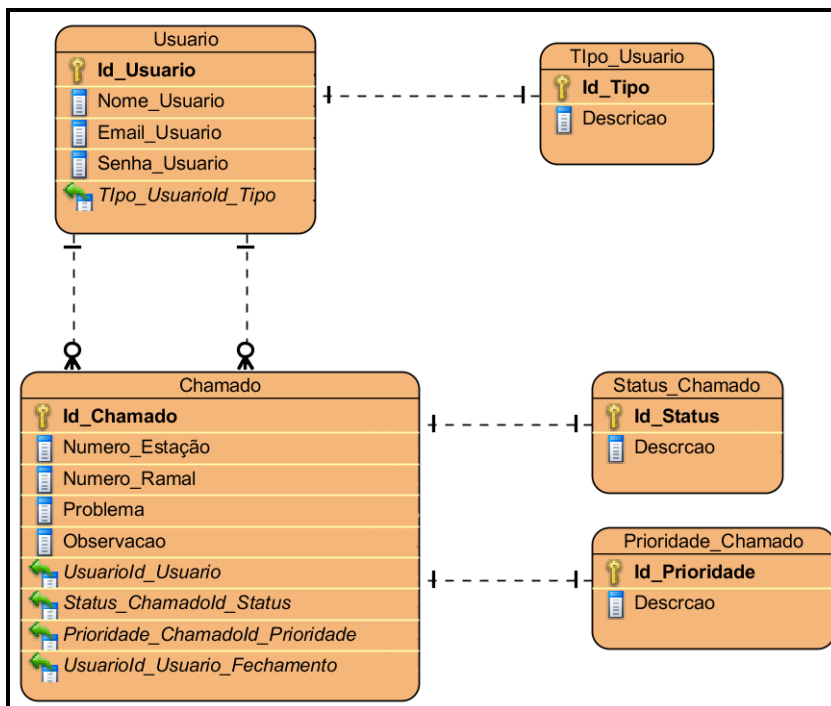 Usuario
Id_Usuario
Nome_Usuario
Email_Usuario
Senha_Usuario
TIpo_UsuarioId_Tipo
TIpo_Usuario
Id_Tipo
Descricao
Chamado
Id_Chamado
Numero_Estação
Numero_Ramal
Problema
Observacao
UsuarioId_Usuario
Status_ChamadoId_Status
Prioridade_ChamadoId_Prioridade
UsuarioId_Usuario_Fechamento
Status_Chamado
Id_Status
Descrcao
Prioridade_Chamado
Id_Prioridade
Descrcao